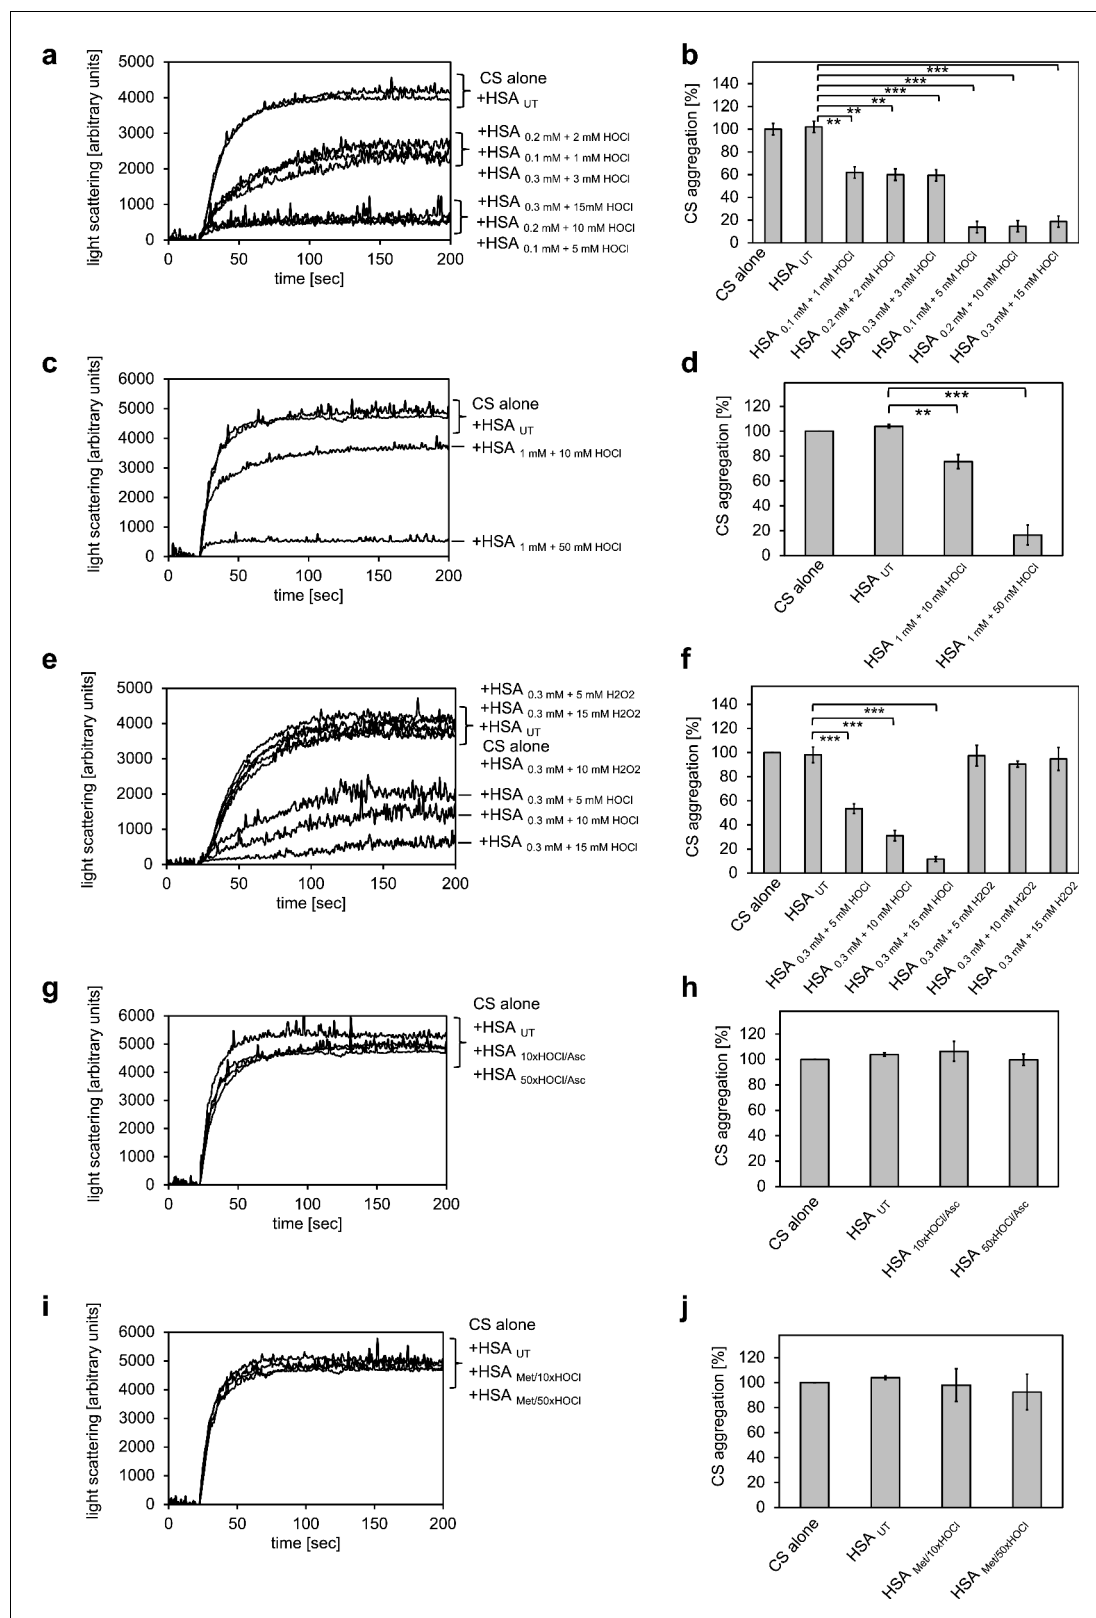 a
light scattering [arbitrary units]
5000
4000
3000
2000
1000
0
0 50 100 150 200
time [sec]
CS alone
+HSA UT
+HSA 0.2 mM + 2 mM HOCl
+HSA 0.1 mM + 1 mM HOCl
+HSA 0.3 mM + 3 mM HOCl
+HSA 0.3 mM + 15mM HOCl
+HSA 0.2 mM + 10 mM HOCl
+HSA 0.1 mM + 5 mM HOCl
b
CS aggregation [%]
140
120
100
80
60
40
20
0
***
***
***
**
**
**
CS alone
HSA UT
HSA 0.1 mM + 1 mM HOCl
HSA 0.2 mM + 2 mM HOCl
HSA 0.3 mM + 3 mM HOCl
HSA 0.1 mM + 5 mM HOCl
HSA 0.2 mM + 10 mM HOCl
HSA 0.3 mM + 15 mM HOCl
c
light scattering [arbitrary units]
6000
5000
4000
3000
2000
1000
0
0 50 100 150 200
time [sec]
CS alone
+HSA UT
+HSA 1 mM + 10 mM HOCl
+HSA 1 mM + 50 mM HOCl
d
CS aggregation [%]
120
100
80
60
40
20
0
***
**
CS alone
HSA UT
HSA 1 mM + 10 mM HOCl
HSA 1 mM + 50 mM HOCl
e
light scattering [arbitrary units]
5000
4000
3000
2000
1000
0
0 50 100 150 200
time [sec]
+HSA 0.3 mM + 5 mM H2O2
+HSA 0.3 mM + 15 mM H2O2
+HSA UT
CS alone
+HSA 0.3 mM + 10 mM H2O2
+HSA 0.3 mM + 5 mM HOCl
+HSA 0.3 mM + 10 mM HOCl
+HSA 0.3 mM + 15 mM HOCl
f
CS aggregation [%]
140
120
100
80
60
40
20
0
***
***
***
CS alone
HSA UT
HSA 0.3 mM + 5 mM HOCl
HSA 0.3 mM + 10 mM HOCl
HSA 0.3 mM + 15 mM HOCl
HSA 0.3 mM + 5 mM H2O2
HSA 0.3 mM + 10 mM H2O2
HSA 0.3 mM + 15 mM H2O2
g
light scattering [arbitrary units]
6000
5000
4000
3000
2000
1000
0
0 50 100 150 200
time [sec]
CS alone
+HSA UT
+HSA 10xHOCl/Asc
+HSA 50xHOCl/Asc
h
CS aggregation [%]
120
100
80
60
40
20
0
CS alone
HSA UT
HSA 10xHOCl/Asc
HSA 50xHOCl/Asc
i
light scattering [arbitrary units]
6000
5000
4000
3000
2000
1000
0
0 50 100 150 200
time [sec]
CS alone
+HSA UT
+HSA Met/10xHOCl
+HSA Met/50xHOCl
j
CS aggregation [%]
120
100
80
60
40
20
0
CS alone
HSA UT
HSA Met/10xHOCl
HSA Met/50xHOCl